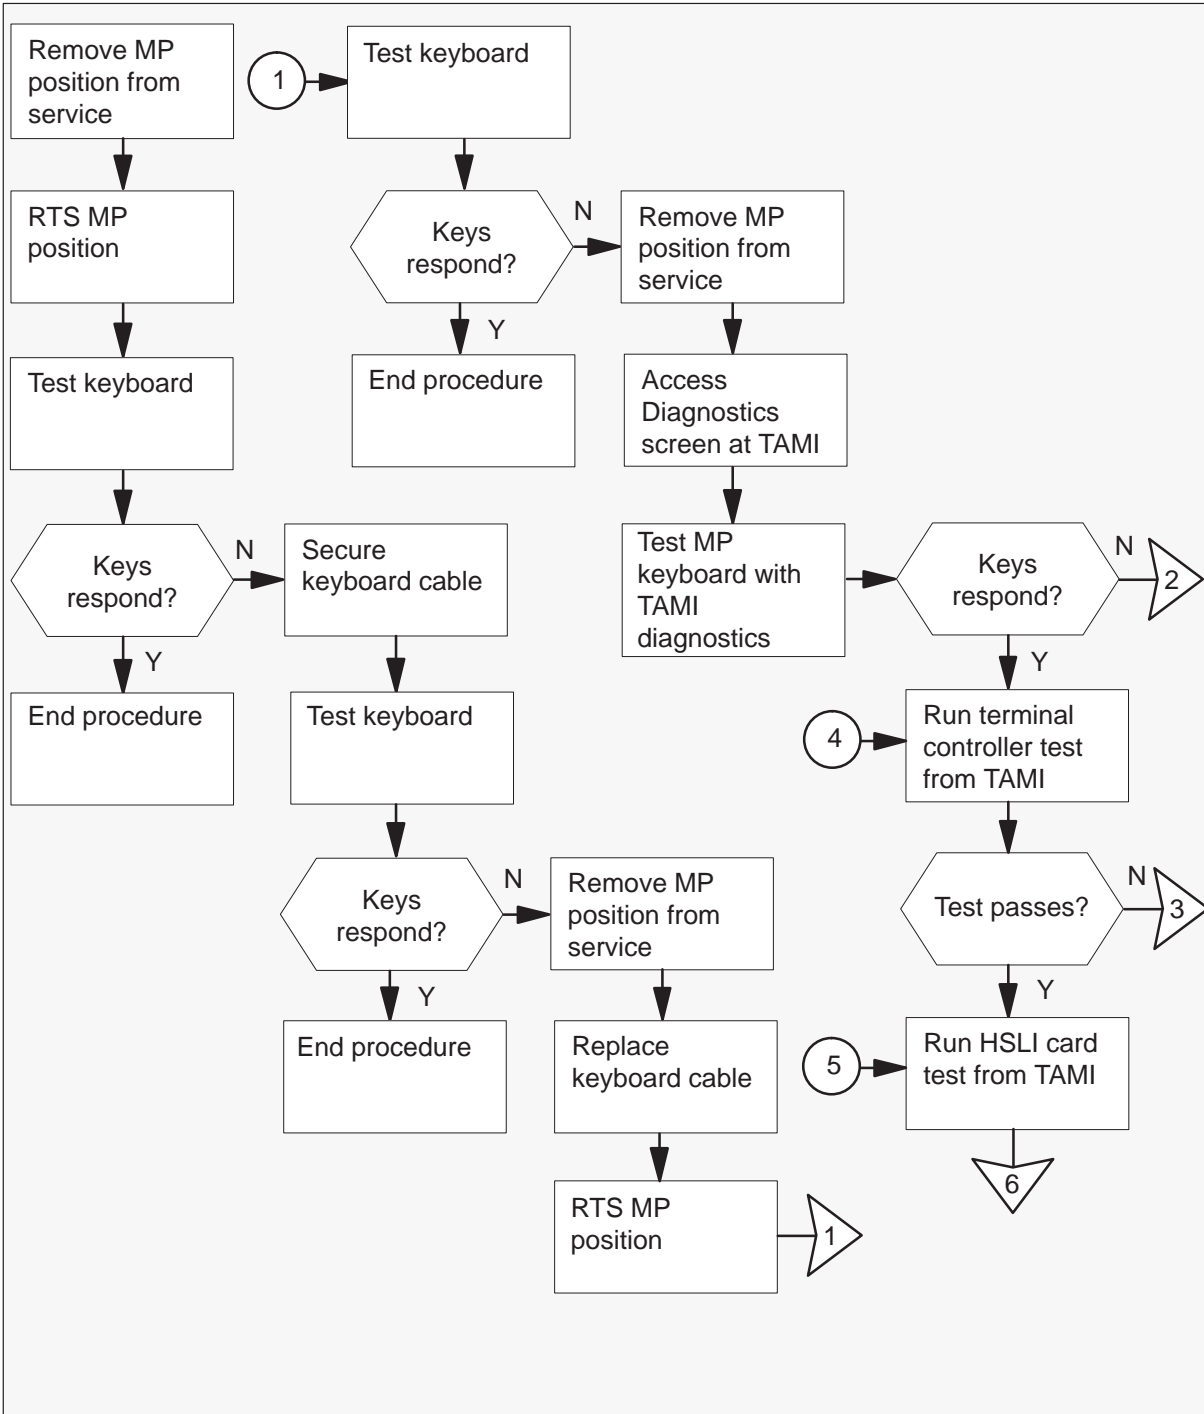 Remove MP
position from
service
RTS MP
position
Test keyboard
Keys
respond?
N
Y
End procedure
Secure
keyboard cable
Test keyboard
Keys
respond?
N
Y
End procedure
Remove MP
position from
service
Replace
keyboard cable
RTS MP
position
1
1
Test keyboard
Keys
respond?
N
Y
End procedure
Remove MP
position from
service
Access
Diagnostics
screen at TAMI
Test MP
keyboard with
TAMI
diagnostics
Keys
respond?
N
2
Y
4
Run terminal
controller test
from TAMI
Test passes?
N
3
Y
5
Run HSLI card
test from TAMI
6